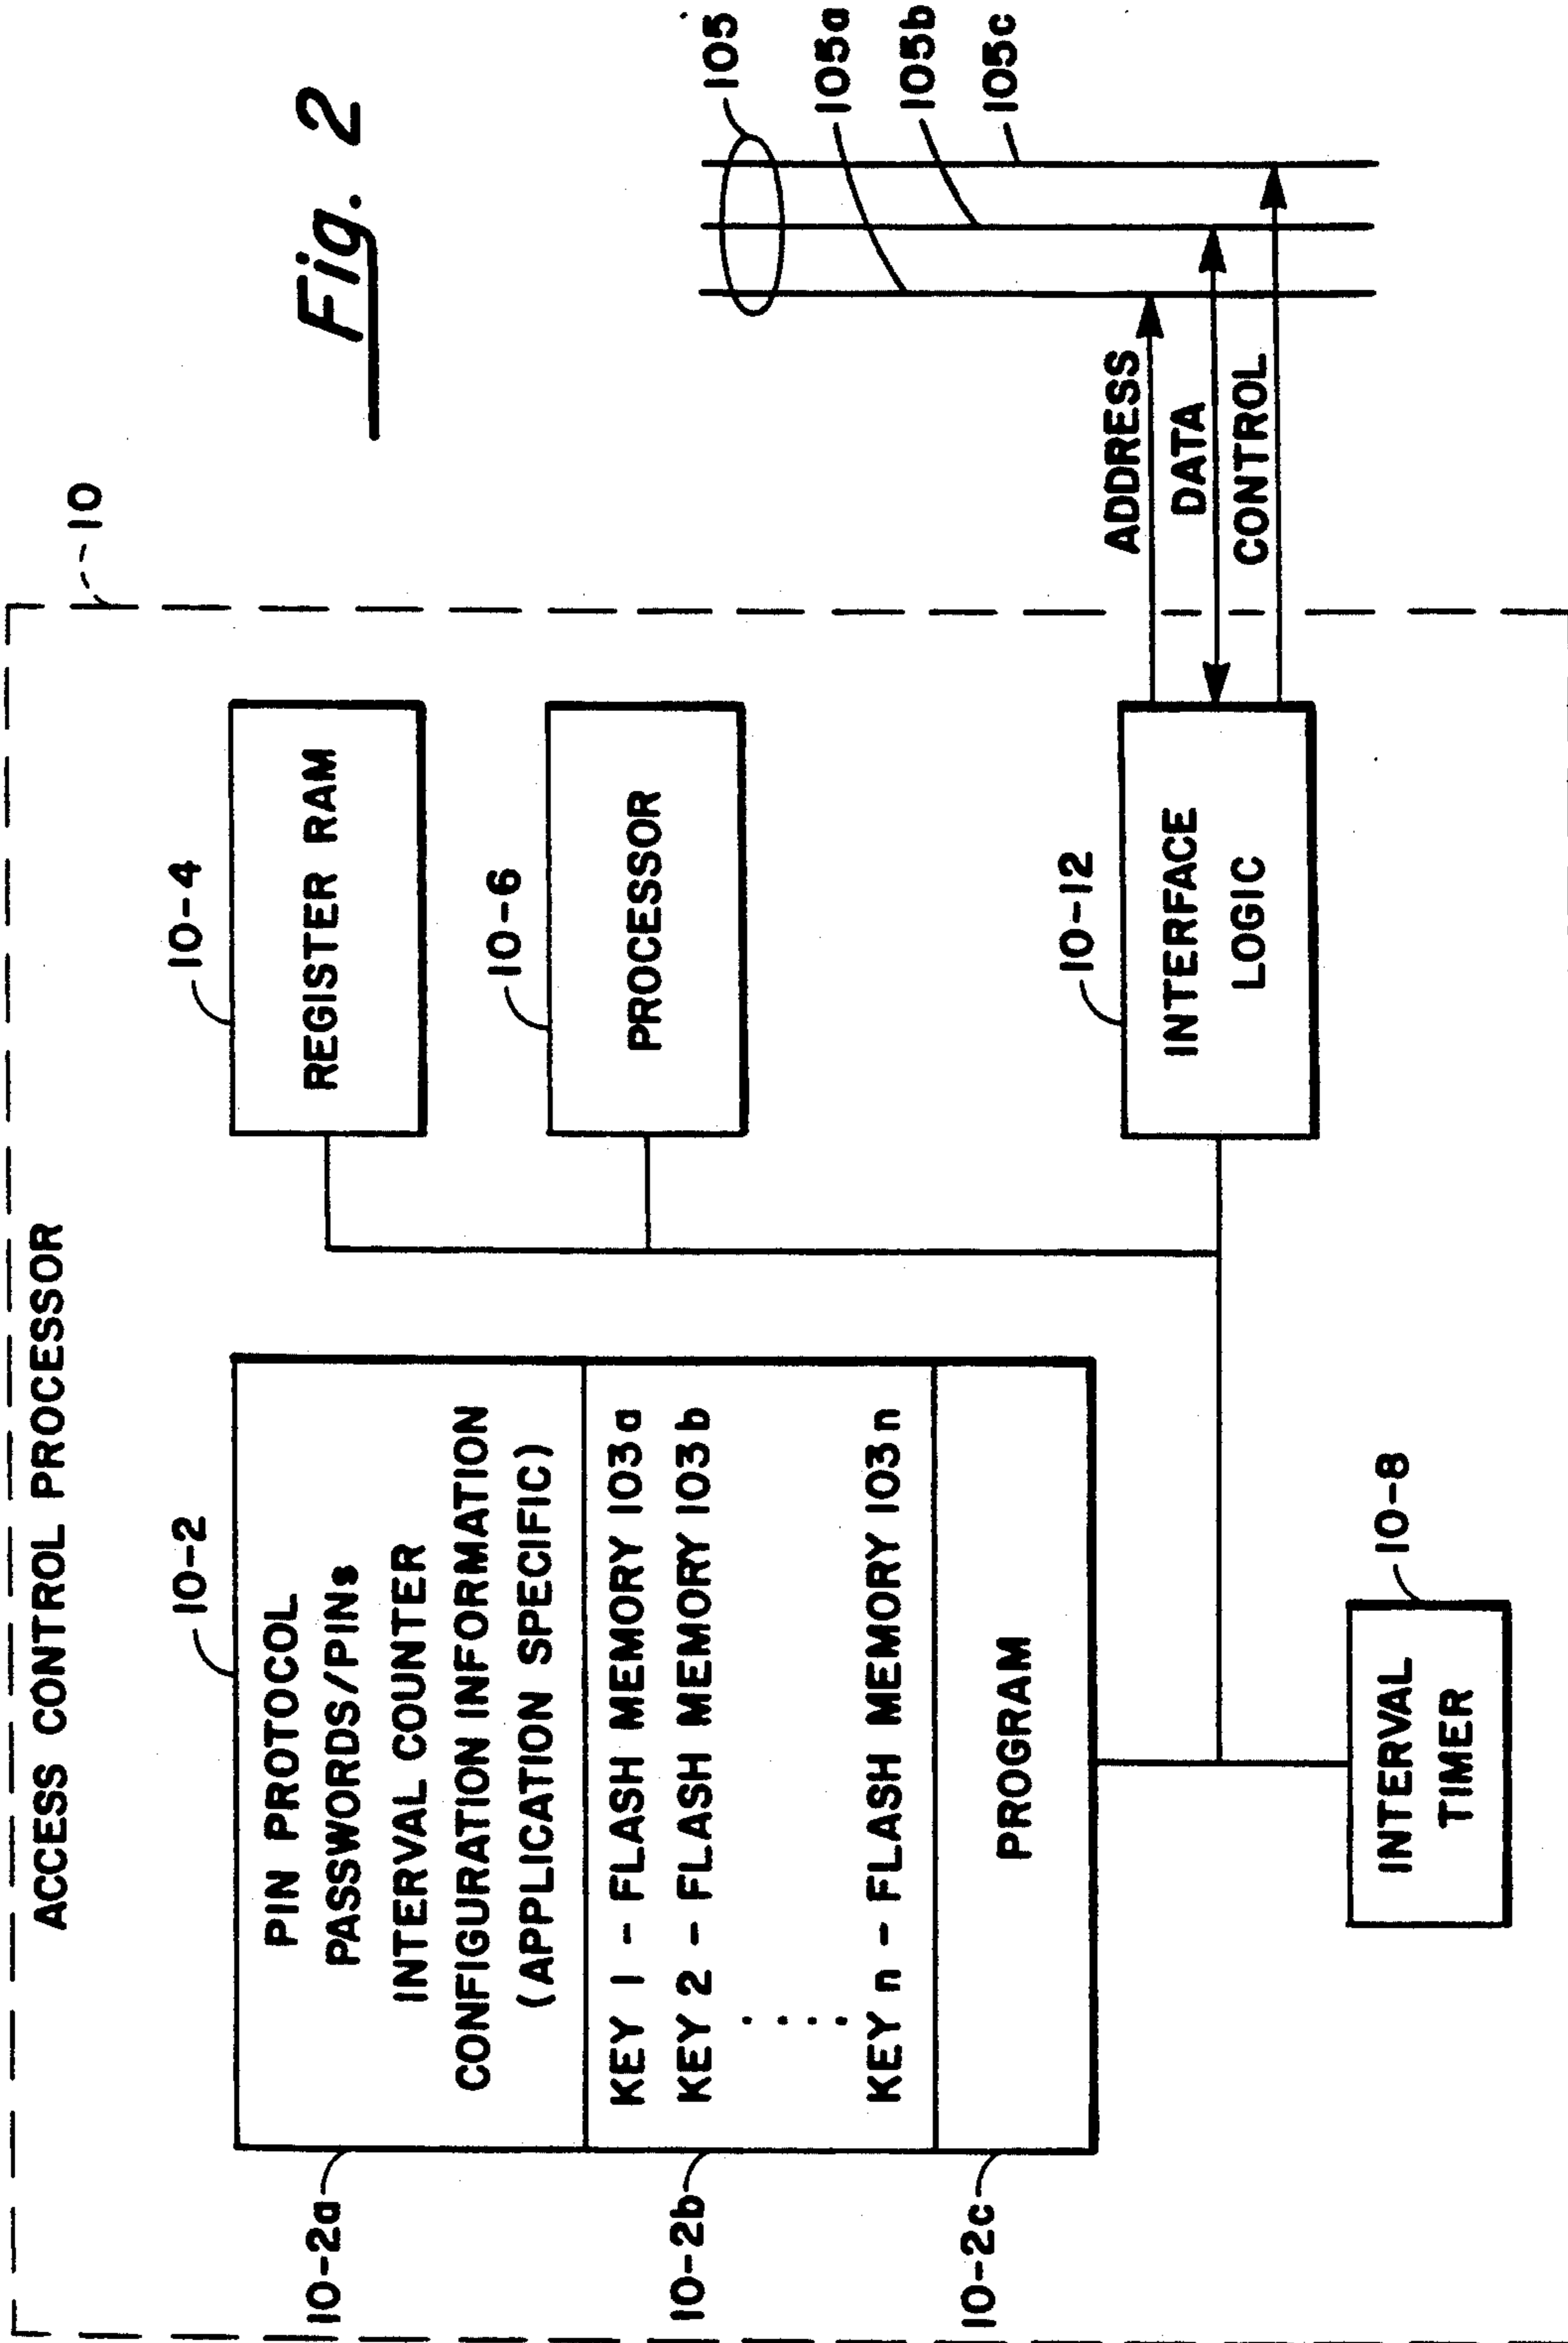 ACCESS CONTROL PROCESSOR
10
Fig. 2
10-2
10-2a
PIN PROTOCOL
PASSWORDS/PINs
INTERVAL COUNTER
CONFIGURATION INFORMATION
(APPLICATION SPECIFIC)
10-2b
KEY 1 - FLASH MEMORY 103a
KEY 2 - FLASH MEMORY 103b
KEY n - FLASH MEMORY 103n
10-2c
PROGRAM
10-4
REGISTER RAM
10-6
PROCESSOR
10-12
INTERFACE
LOGIC
10-8
INTERVAL
TIMER
ADDRESS
DATA
CONTROL
105
105a
105b
105c